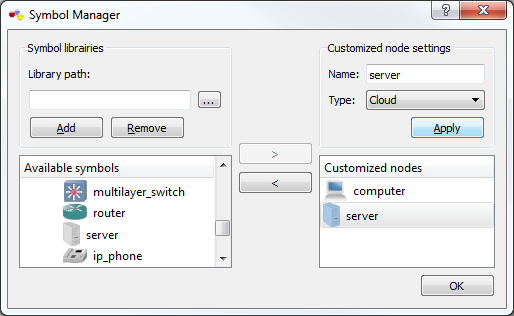 Symbol Manager
Symbol librairies
Library path:
...
Add
Remove
Available symbols
multilayer_switch
router
server
ip_phone
>
<
Customized node settings
Name:
server
Type:
Cloud
Apply
Customized nodes
computer
server
OK